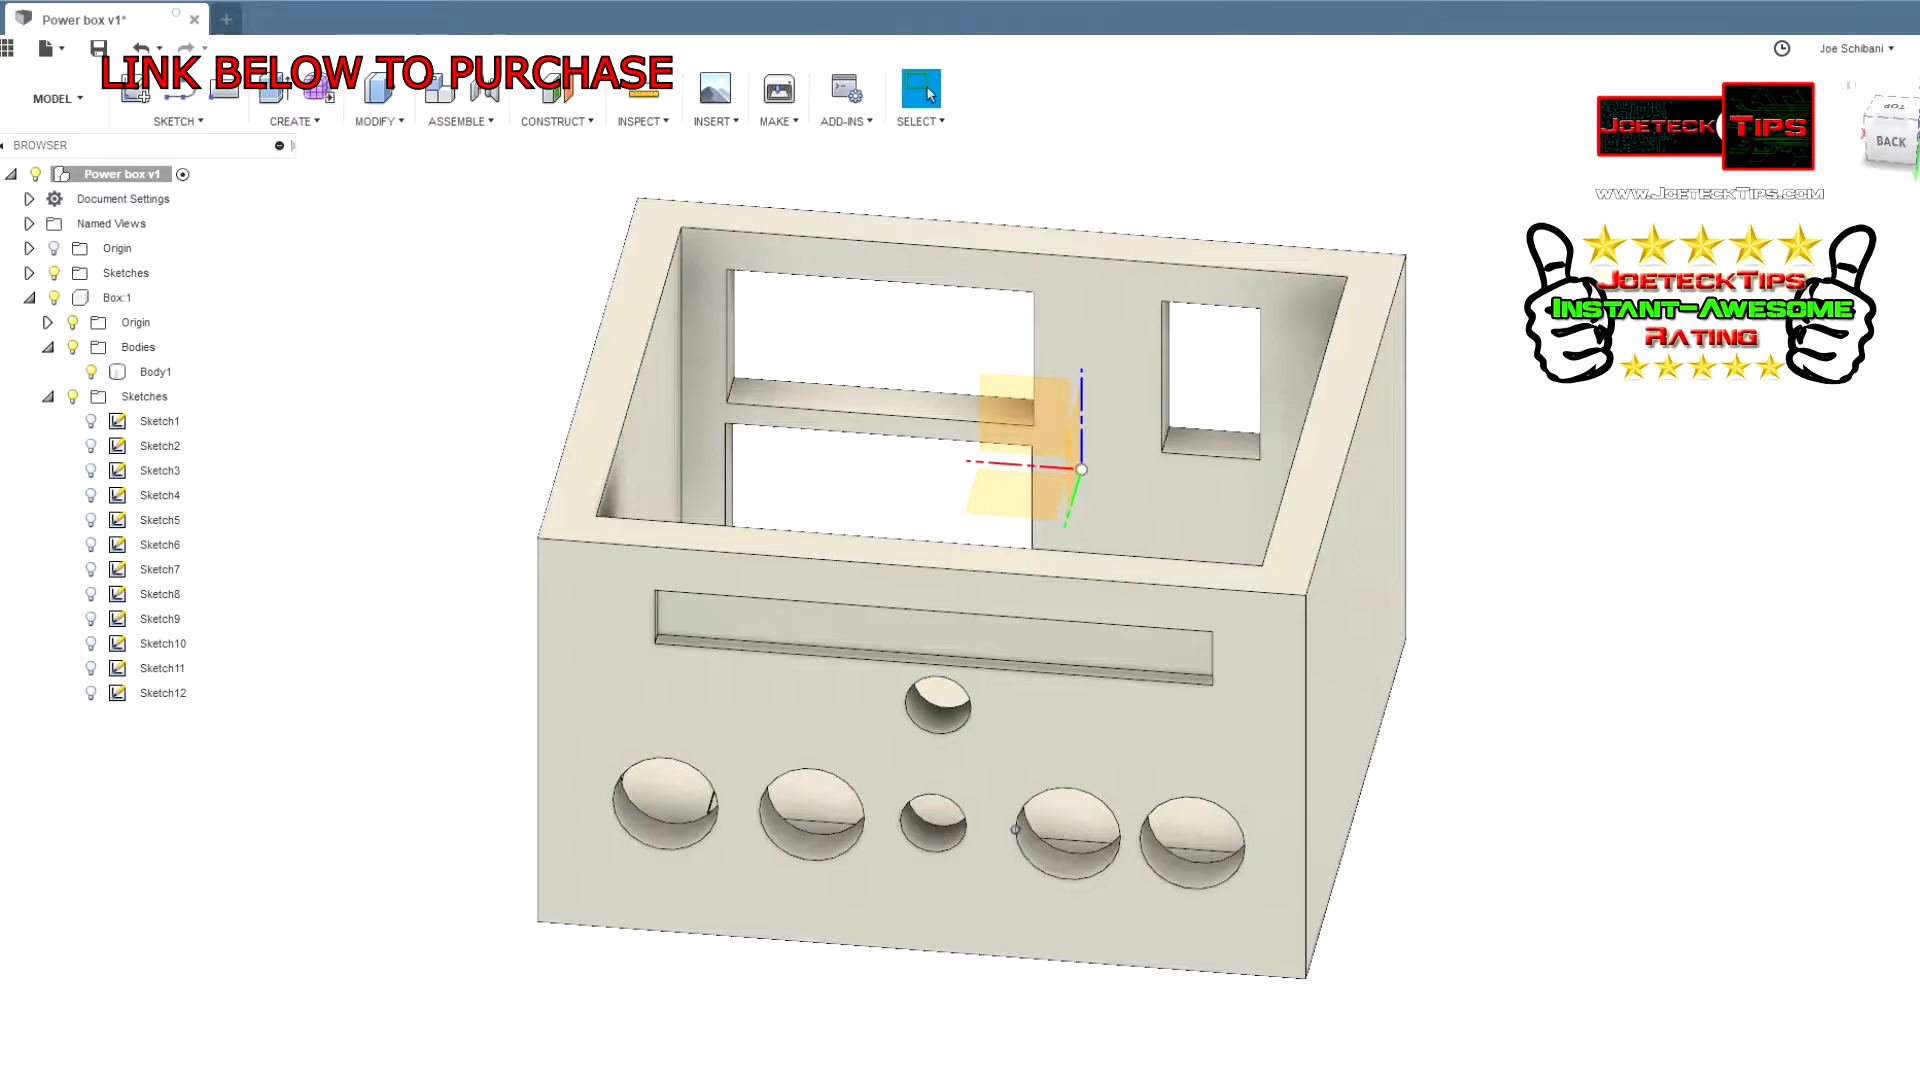 Power box v1*
Joe Schibani
LINK BELOW TO PURCHASE
MODEL
SKETCH
CREATE
MODIFY
ASSEMBLE
CONSTRUCT
INSPECT
INSERT
MAKE
ADD-INS
SELECT
TOP
BACK
JOETECK TIPS
WWW.JOETECKTIPS.COM
JOETECKTIPS
INSTANT-AWESOME
RATING
BROWSER
Power box v1
Document Settings
Named Views
Origin
Sketches
Box:1
Origin
Bodies
Body1
Sketches
Sketch1
Sketch2
Sketch3
Sketch4
Sketch5
Sketch6
Sketch7
Sketch8
Sketch9
Sketch10
Sketch11
Sketch12